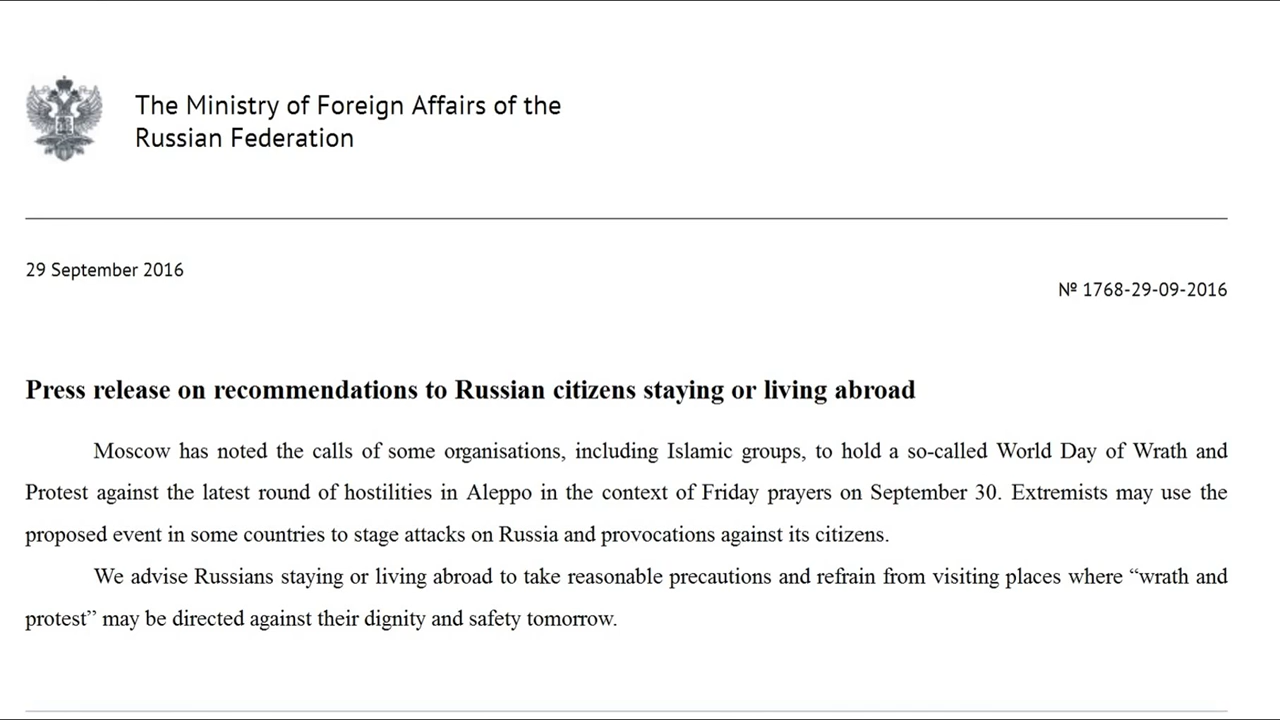 The Ministry of Foreign Affairs of the
Russian Federation
29 September 2016
№ 1768-29-09-2016
Press release on recommendations to Russian citizens staying or living abroad
Moscow has noted the calls of some organisations, including Islamic groups, to hold a so-called World Day of Wrath and
Protest against the latest round of hostilities in Aleppo in the context of Friday prayers on September 30. Extremists may use the
proposed event in some countries to stage attacks on Russia and provocations against its citizens.
We advise Russians staying or living abroad to take reasonable precautions and refrain from visiting places where “wrath and
protest” may be directed against their dignity and safety tomorrow.